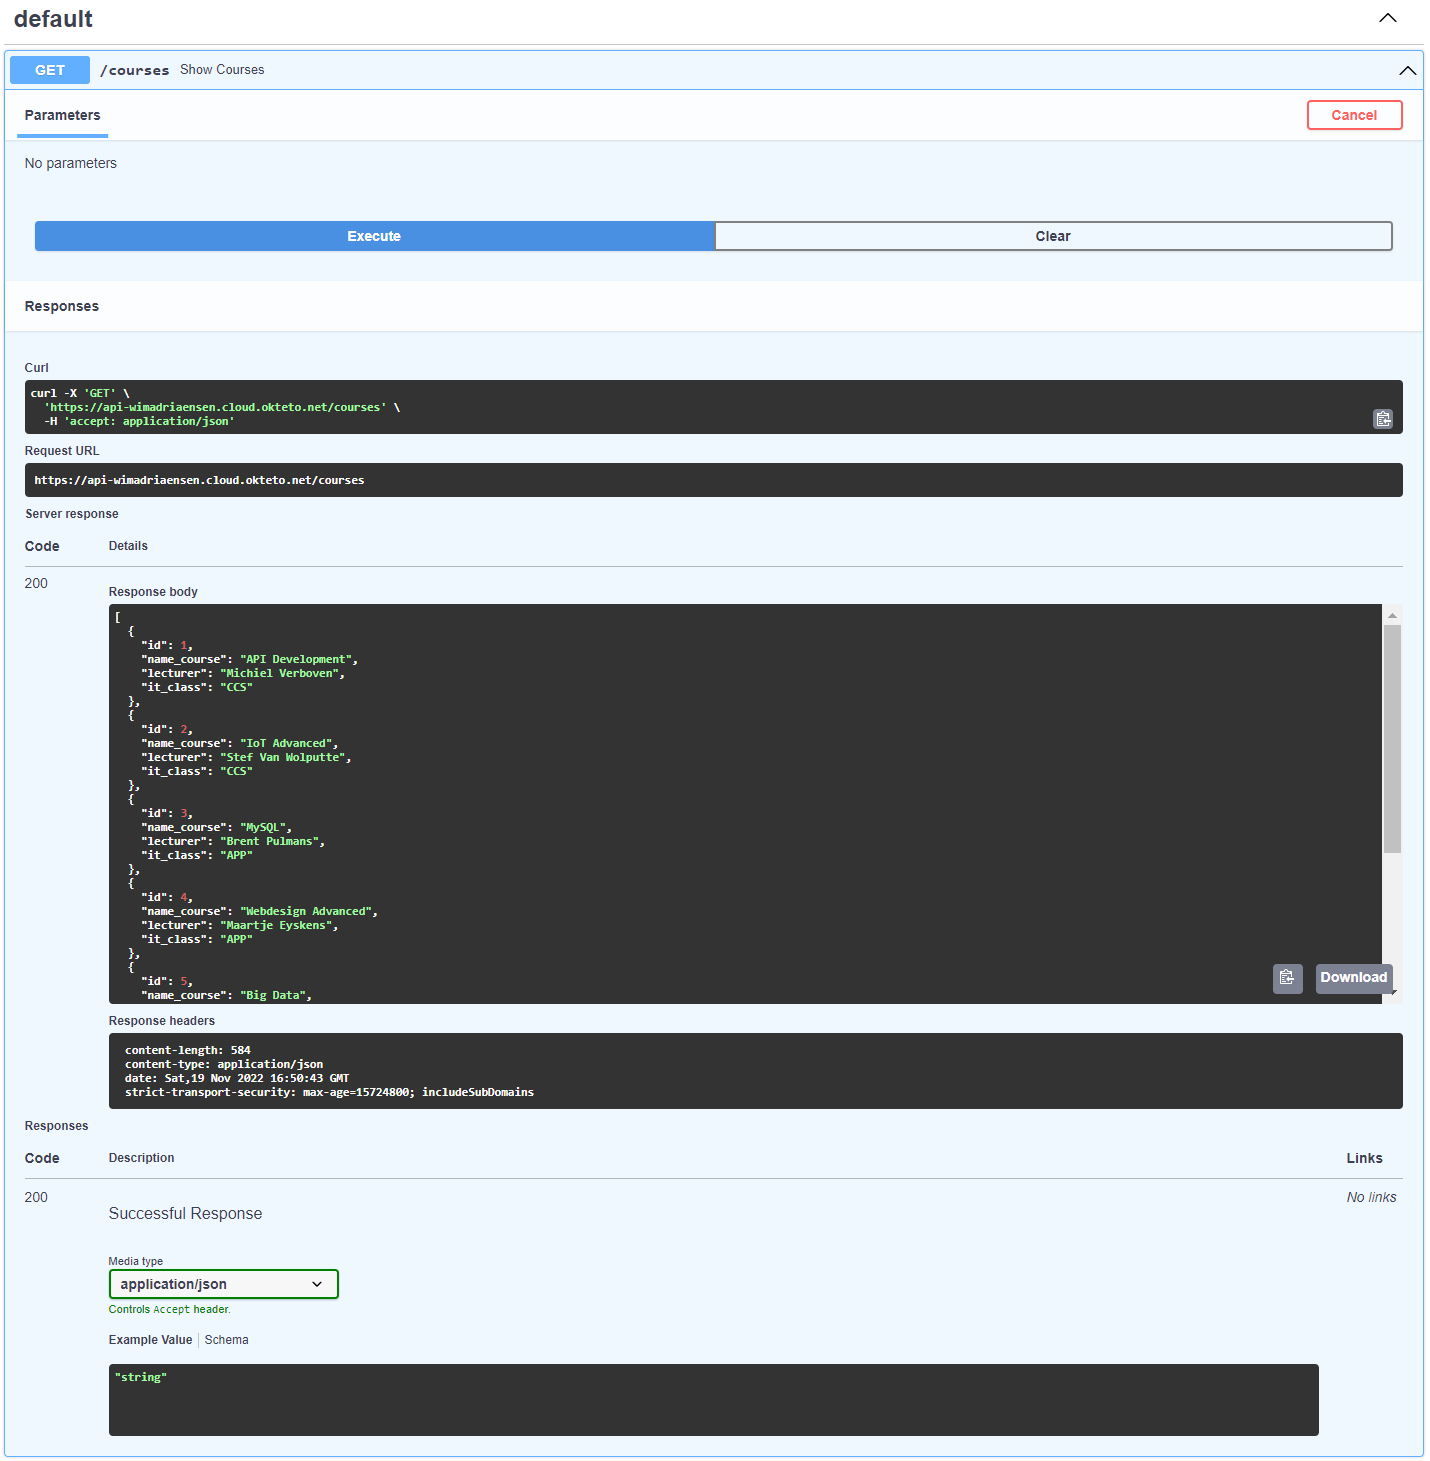 default
GET /courses Show Courses
Parameters
Cancel
No parameters
Execute
Clear
Responses
Curl
curl -X 'GET' \
  'https://api-wimadriaensen.cloud.okteto.net/courses' \
  -H 'accept: application/json'
Request URL
https://api-wimadriaensen.cloud.okteto.net/courses
Server response
Code Details
200
Response body
[
  {
    "id": 1,
    "name_course": "API Development",
    "lecturer": "Michiel Verboven",
    "it_class": "CCS"
  },
  {
    "id": 2,
    "name_course": "IoT Advanced",
    "lecturer": "Stef Van Wolputte",
    "it_class": "CCS"
  },
  {
    "id": 3,
    "name_course": "MySQL",
    "lecturer": "Brent Pulmans",
    "it_class": "APP"
  },
  {
    "id": 4,
    "name_course": "Webdesign Advanced",
    "lecturer": "Maartje Eyskens",
    "it_class": "APP"
  },
  {
    "id": 5,
    "name_course": "Big Data",
Download
Response headers
content-length: 584
content-type: application/json
date: Sat,19 Nov 2022 16:50:43 GMT
strict-transport-security: max-age=15724800; includeSubDomains
Responses
Code Description Links
200
Successful Response
No links
Media type
application/json
Controls Accept header.
Example Value Schema
"string"